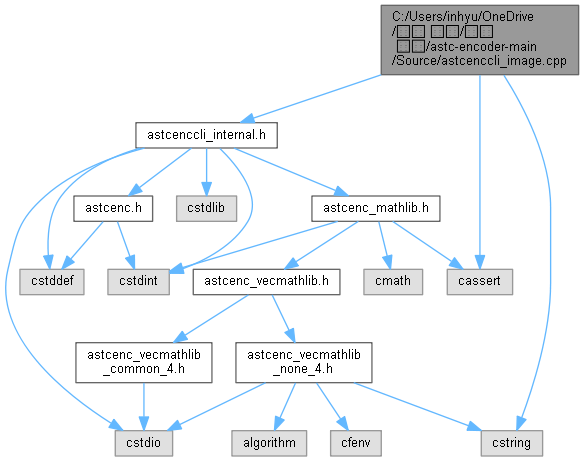 C:/Users/inhyu/OneDrive
/astc-encoder-main
/Source/astcenccli_image.cpp
astcenccli_internal.h
astcenc.h
cstdlib
astcenc_mathlib.h
cstddef
cstdint
astcenc_vecmathlib.h
cmath
cassert
astcenc_vecmathlib
_common_4.h
astcenc_vecmathlib
_none_4.h
cstdio
algorithm
cfenv
cstring